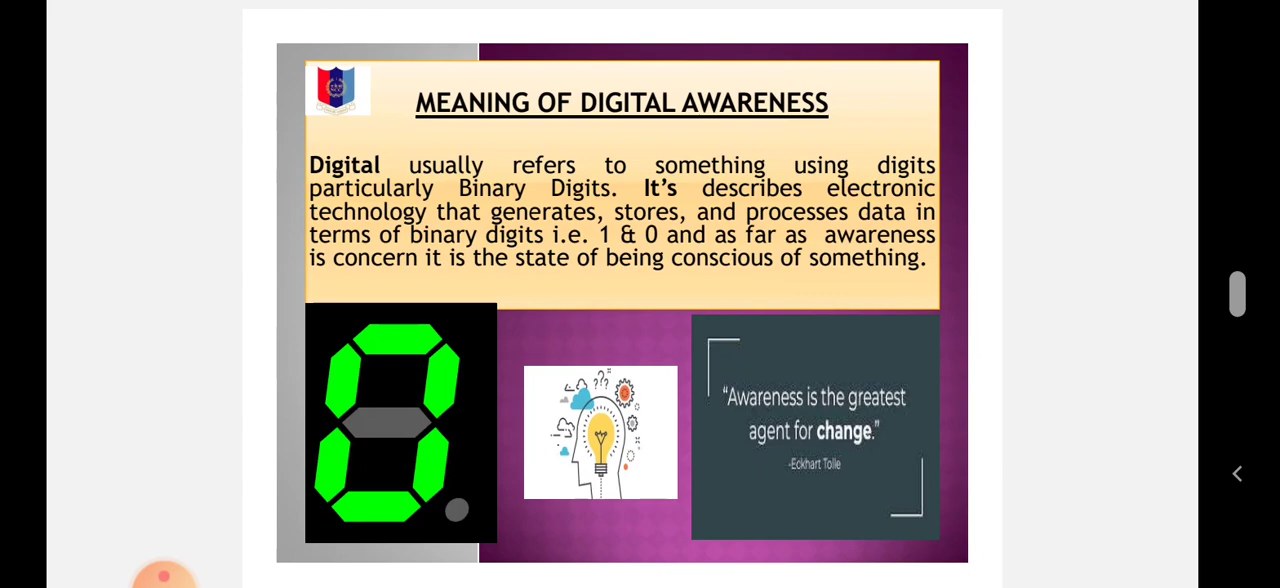 MEANING OF DIGITAL AWARENESS
Digital usually refers to something using digits
particularly Binary Digits. It's describes electronic
technology that generates, stores, and processes data in
terms of binary digits i.e. 1 & 0 and as far as awareness
is concern it is the state of being conscious of something.
???
“Awareness is the greatest
agent for change.”
-Eckhart Tolle